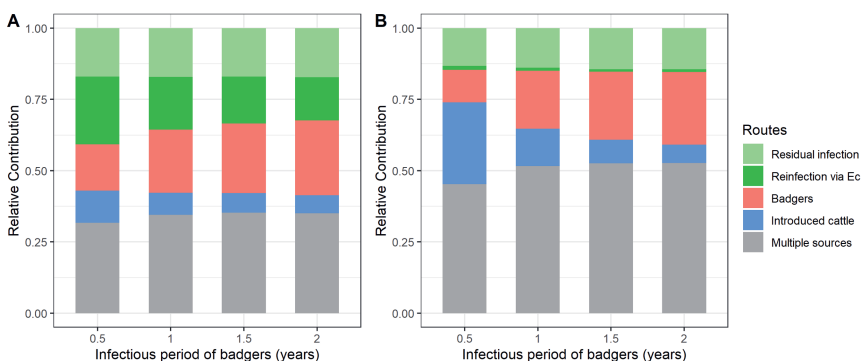 A
B
Relative Contribution
1.00
0.75
0.50
0.25
0.00
0.5 1 1.5 2
Infectious period of badgers (years)
Relative Contribution
1.00
0.75
0.50
0.25
0.00
0.5 1 1.5 2
Infectious period of badgers (years)
Routes
Residual infection
Reinfection via Ec
Badgers
Introduced cattle
Multiple sources